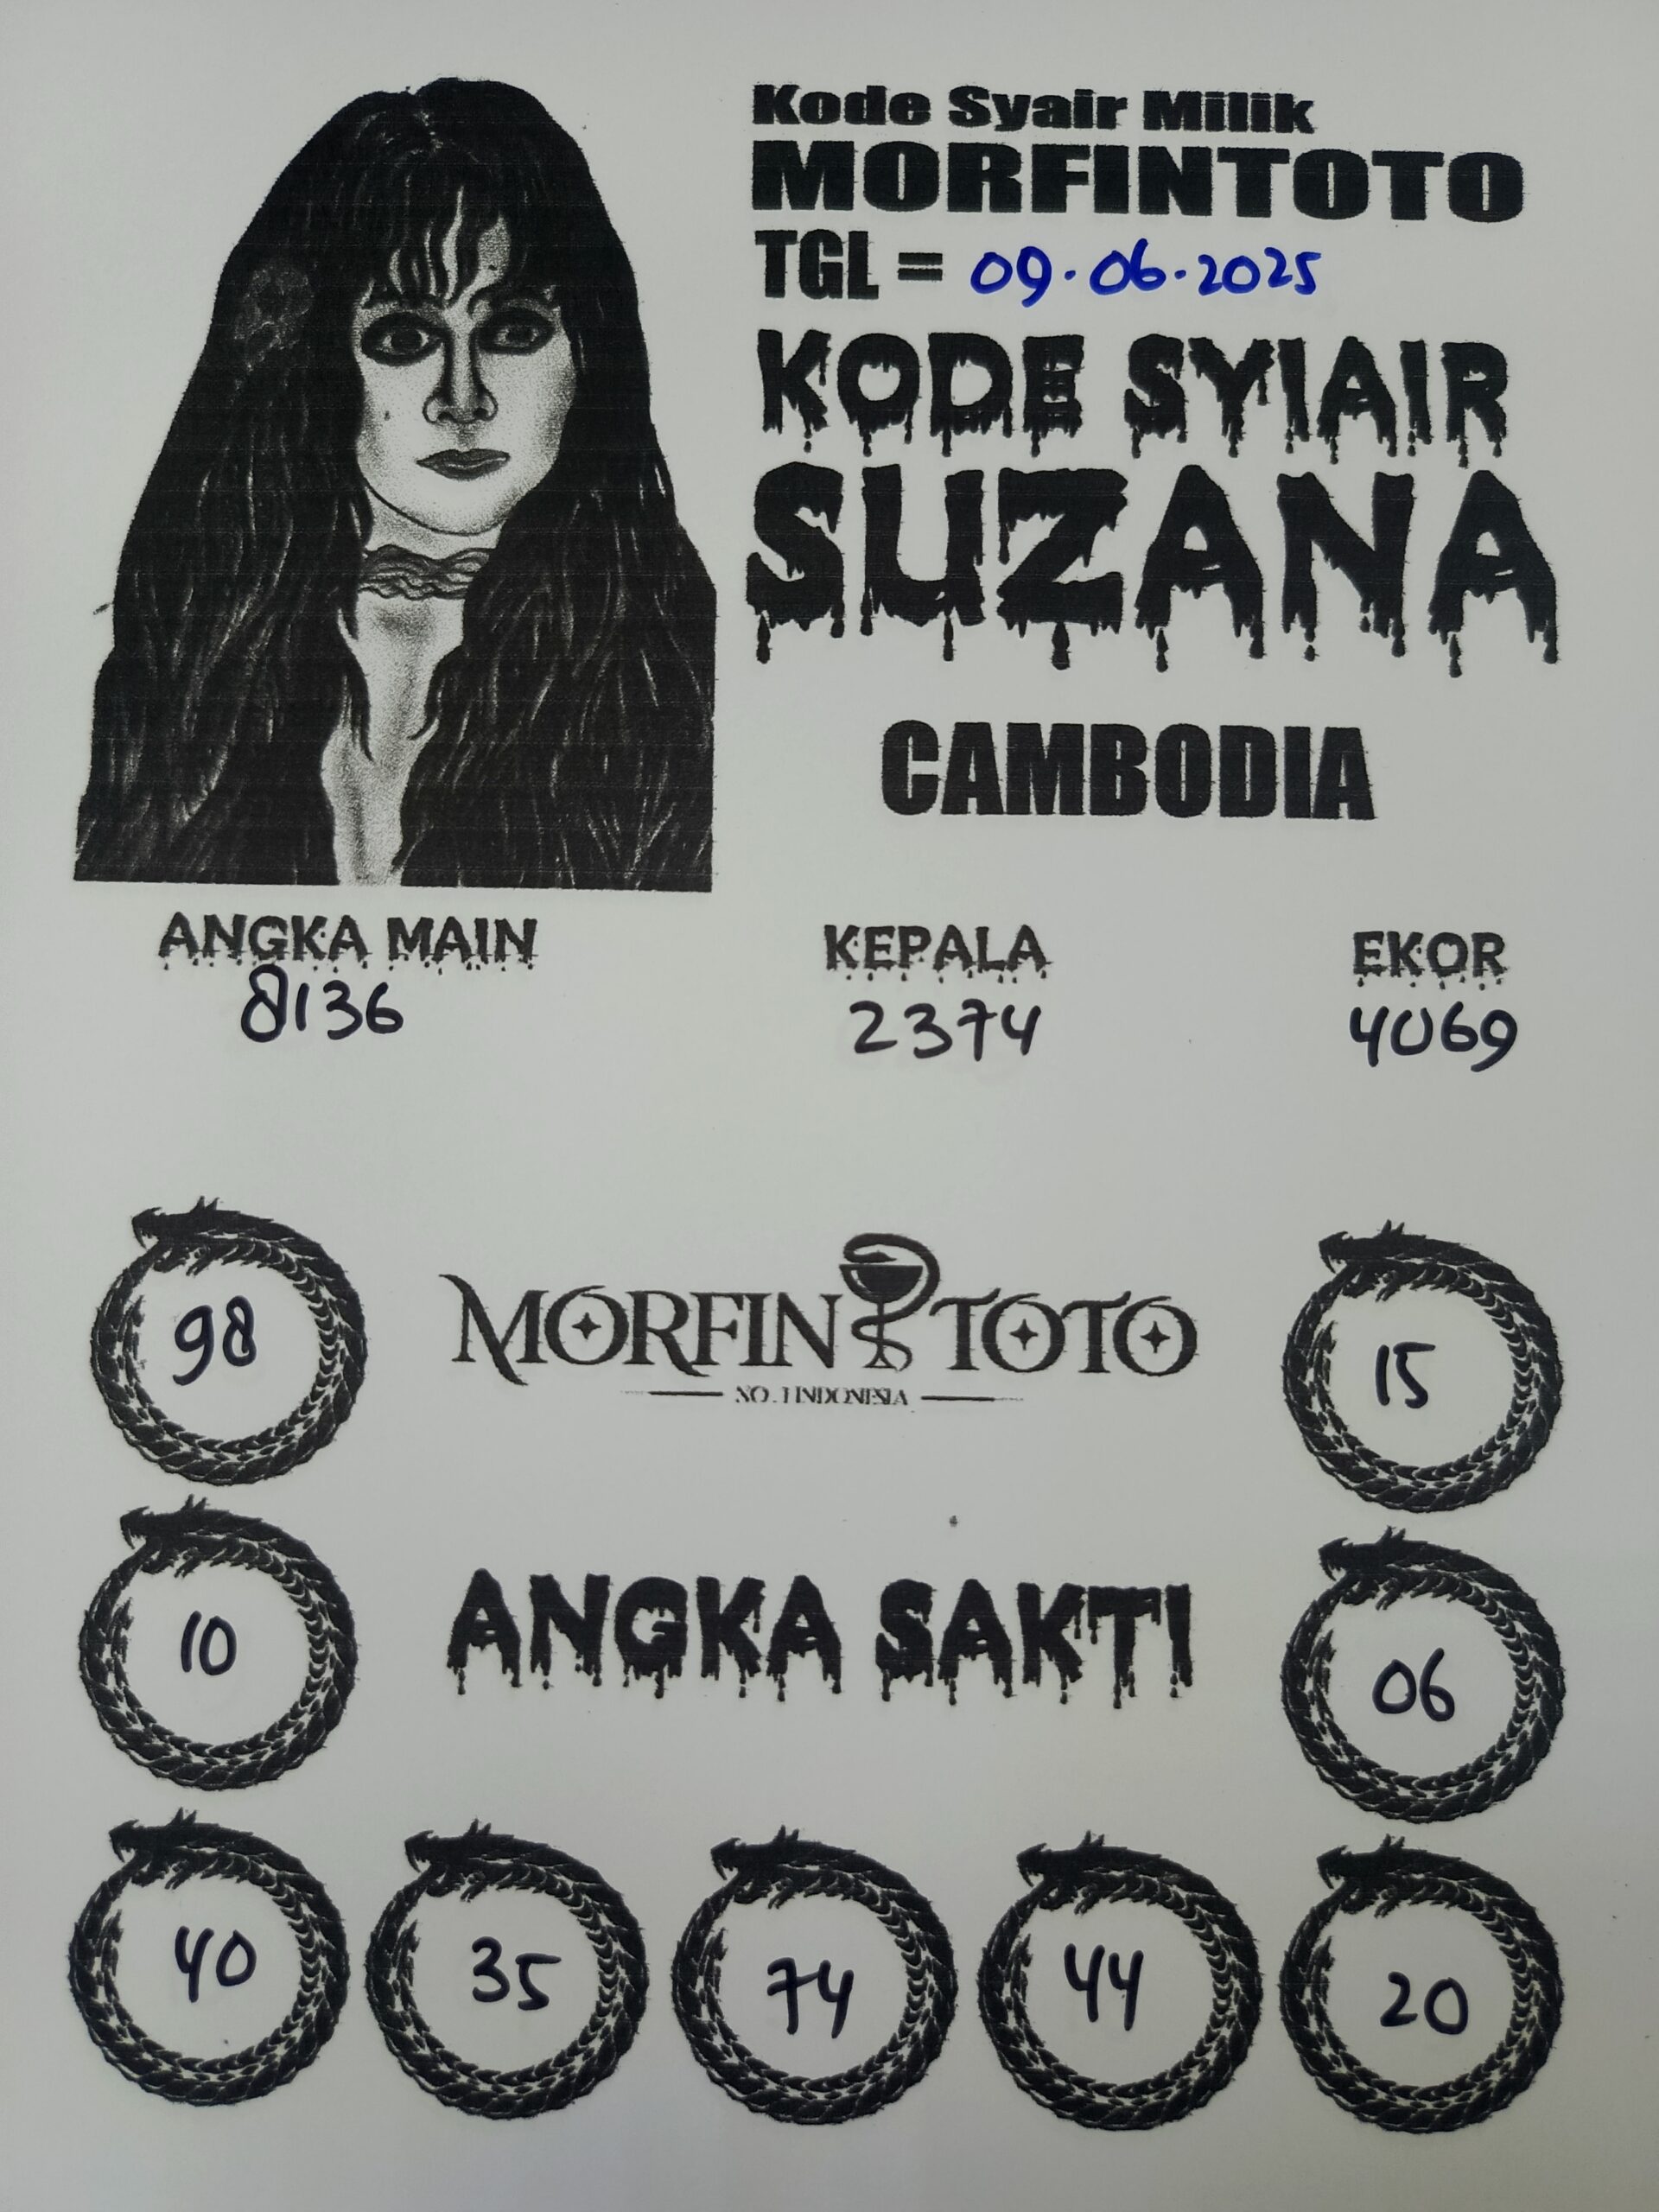 Kode Syair Milik
MORFINTOTO
TGL = 09.06.2025
KODE SYIAIR
SUZANA
CAMBODIA
ANGKA MAIN
8136
KEPALA
2374
EKOR
4069
98
MORFIN TOTO
NO.1 INDONESIA
15
10
ANGKA SAKTI
06
40 35 74 44 20